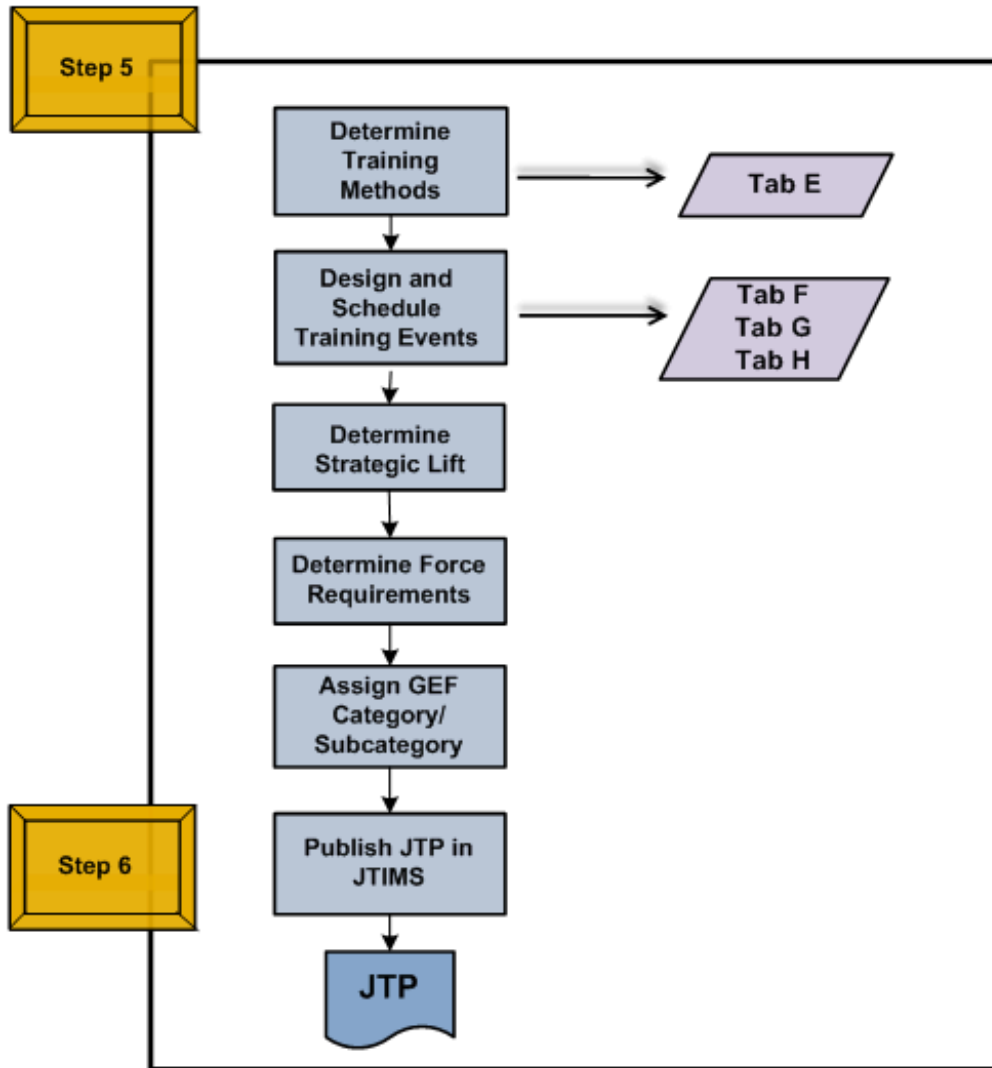 Step 5
Determine
Training
Methods
Tab E
Design and
Schedule
Training Events
Tab F
Tab G
Tab H
Determine
Strategic Lift
Determine Force
Requirements
Assign GEF
Category/
Subcategory
Step 6
Publish JTP in
JTIMS
JTP